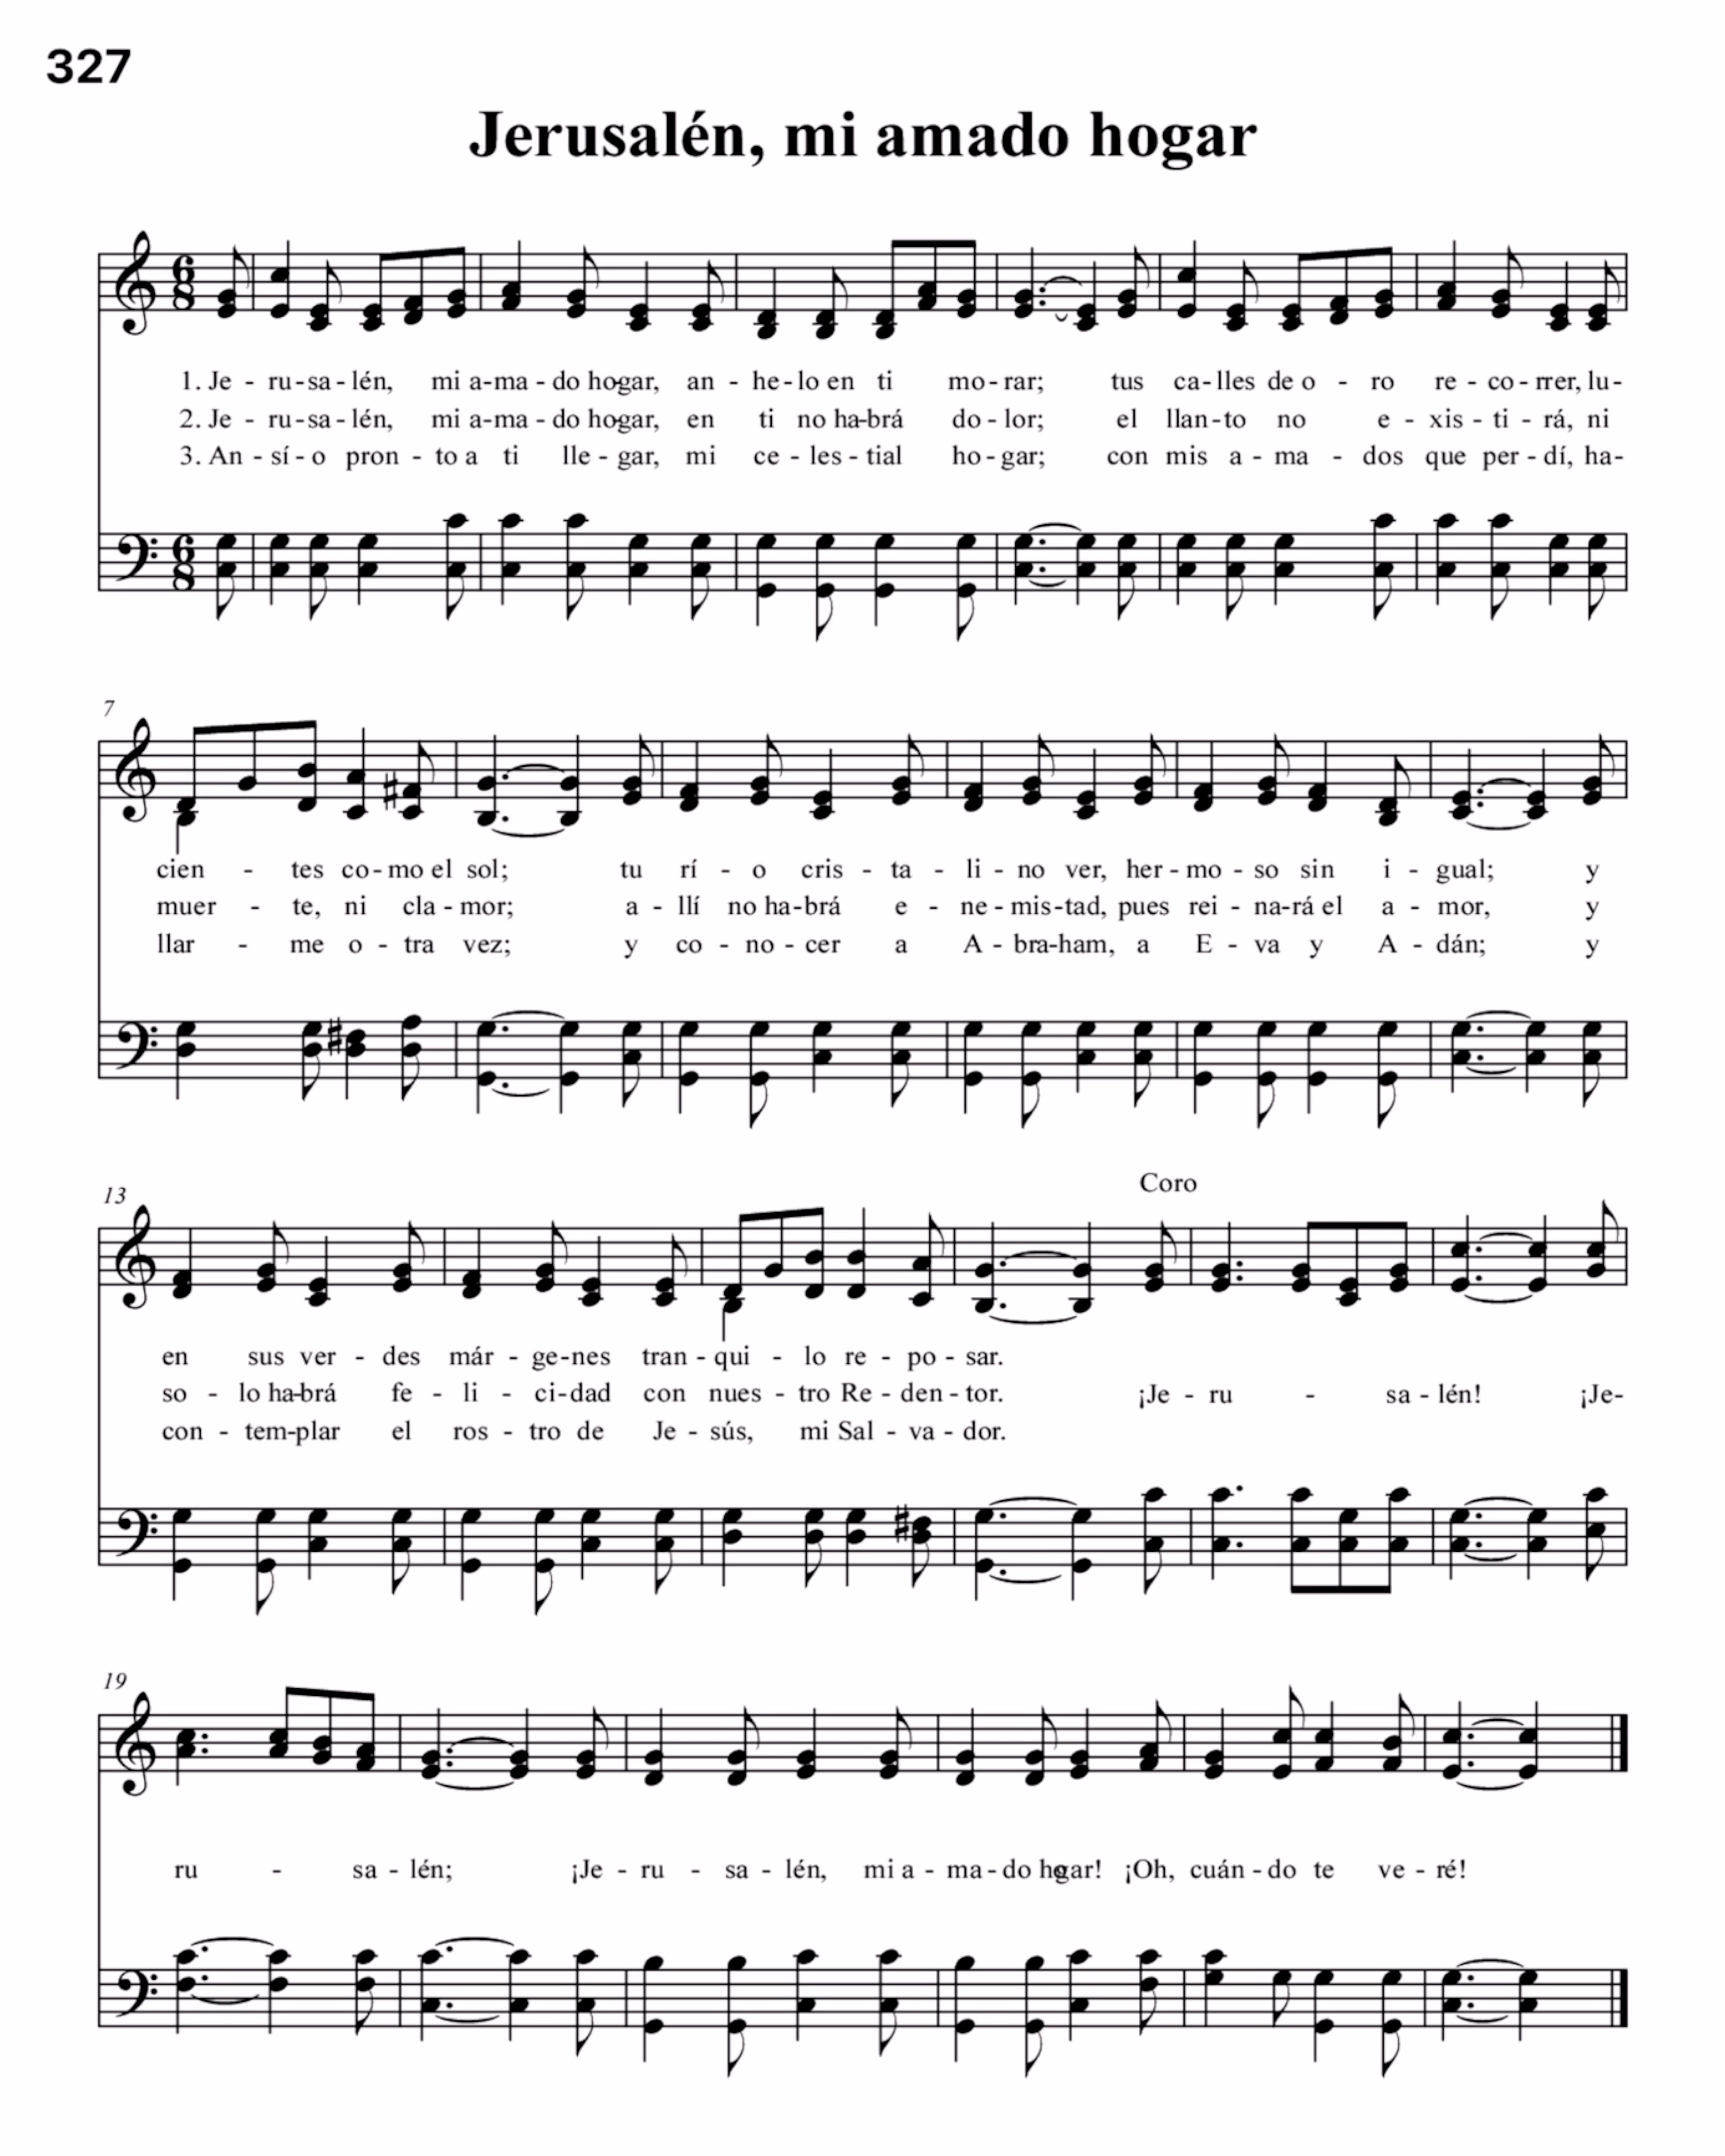 327
Jerusalén, mi amado hogar
1. Je - ru - sa - lén, mi a - ma - do hogar, an - he - lo en ti mo - rar; tus ca - lles de o - ro re - co - rrer, lu -
2. Je - ru - sa - lén, mi a - ma - do hogar, en ti no ha - brá do - lor; el llan - to no e - xis - ti - rá, ni
3. An - sí - o pron - to a ti lle - gar, mi ce - les - tial ho - gar; con mis a - ma - dos que per - dí, ha -
7
cien - tes co - mo el sol; tu rí - o cris - ta - li - no ver, her - mo - so sin i - gual; y
muer - te, ni cla - mor; a - llí no ha - brá e - ne - mis - tad, pues rei - na - rá el a - mor, y
llar - me o - tra vez; y co - no - cer a A - bra - ham, a E - va y A - dán; y
13
Coro
en sus ver - des már - ge - nes tran - qui - lo re - po - sar.
so - lo ha - brá fe - li - ci - dad con nues - tro Re - den - tor. ¡Je - ru - sa - lén! ¡Je -
con - tem - plar el ros - tro de Je - sús, mi Sal - va - dor.
19
ru - sa - lén; ¡Je - ru - sa - lén, mi a - ma - do hogar! ¡Oh, cuán - do te ve - ré!